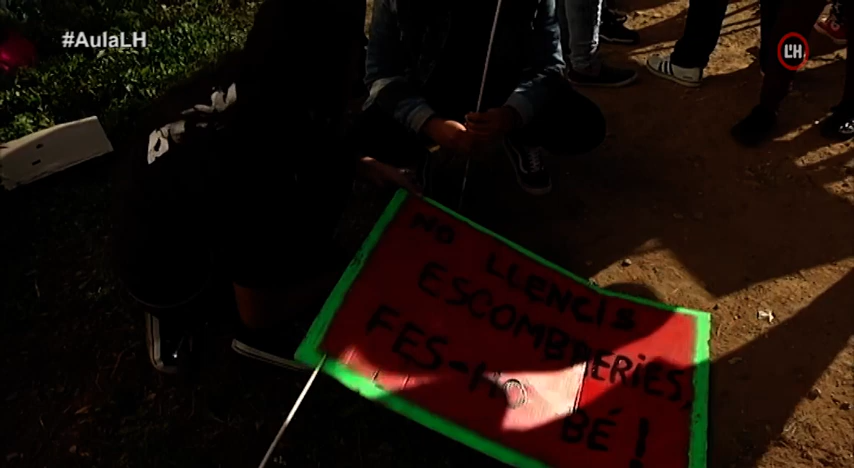 #AulaLH
L'H
NO
LLENCIS
ESCOMBRERIES,
FES-HO
BÉ!